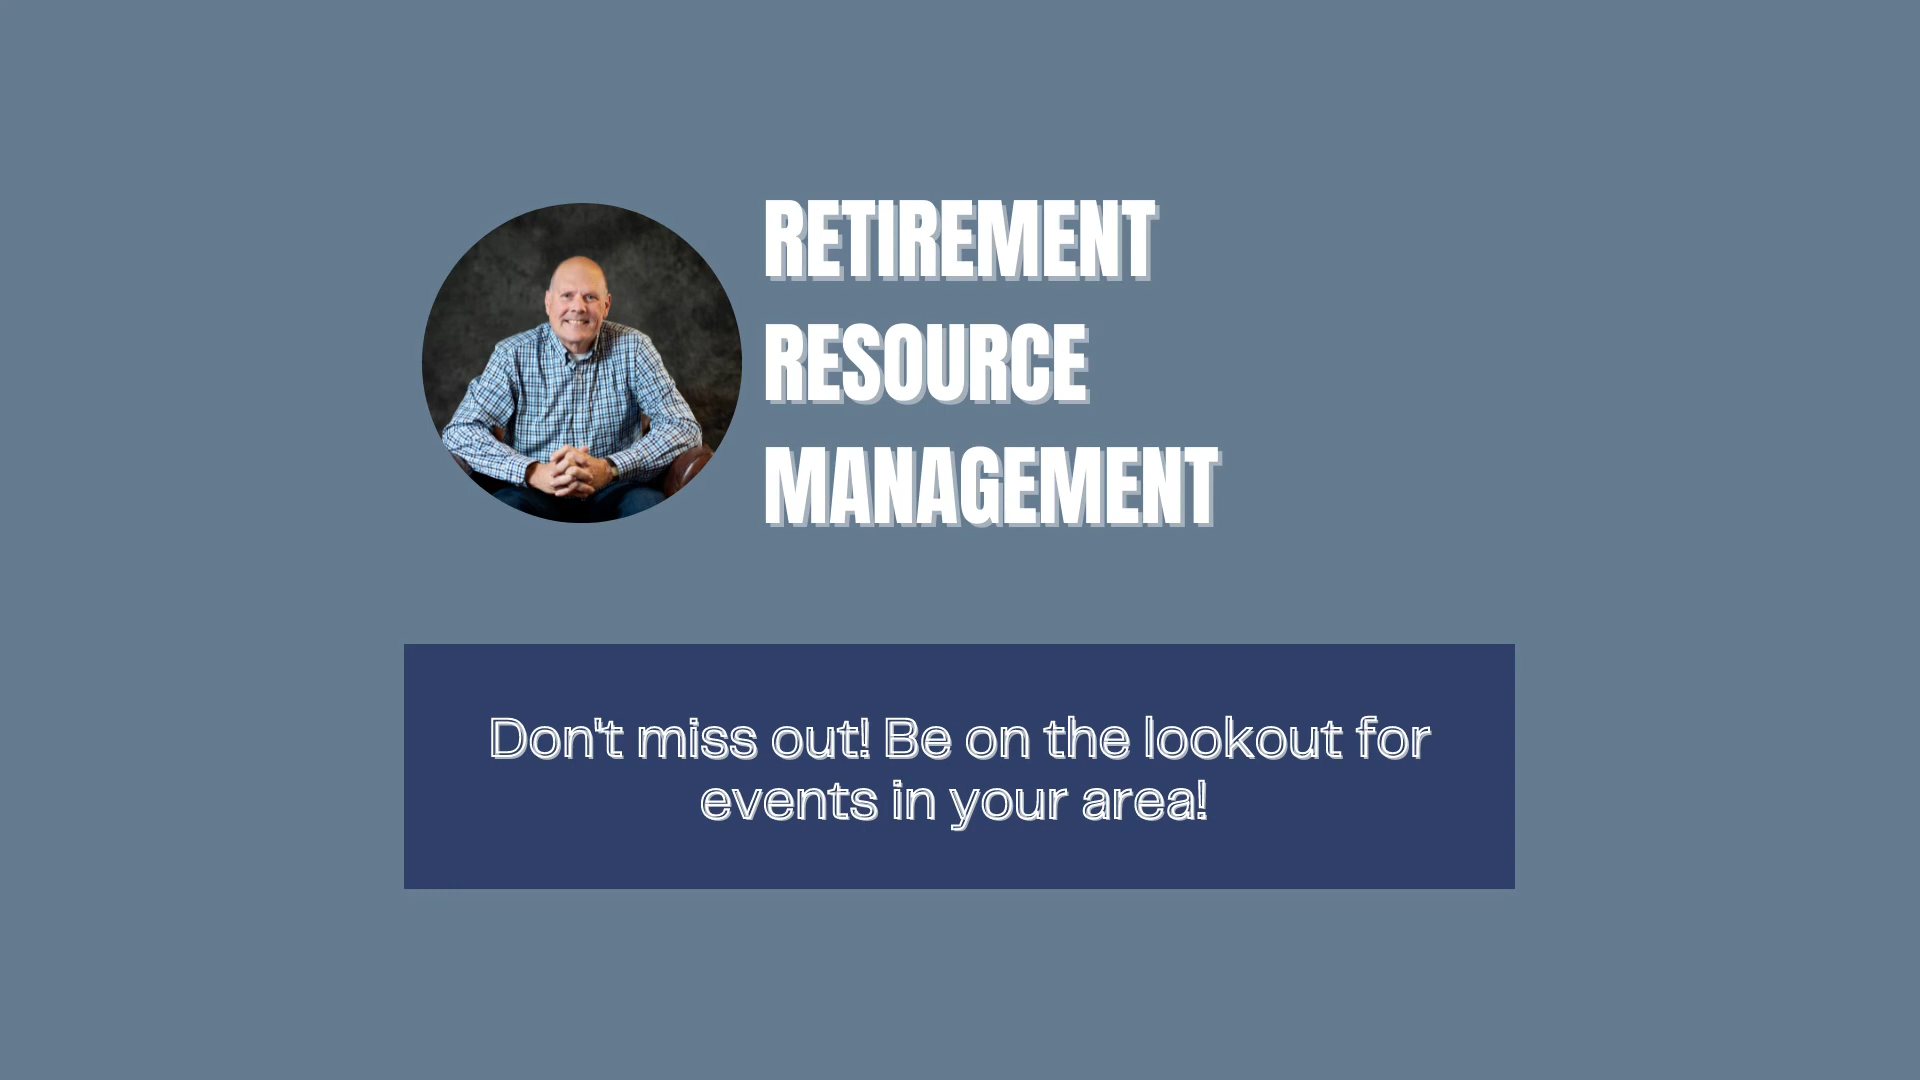 RETIREMENT
RESOURCE
MANAGEMENT
Don't miss out! Be on the lookout for
events in your area!